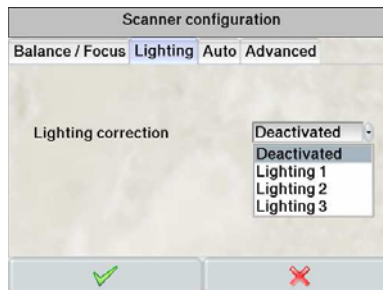 Scanner configuration
Balance / Focus Lighting Auto Advanced
Lighting correction Deactivated
Deactivated
Lighting 1
Lighting 2
Lighting 3